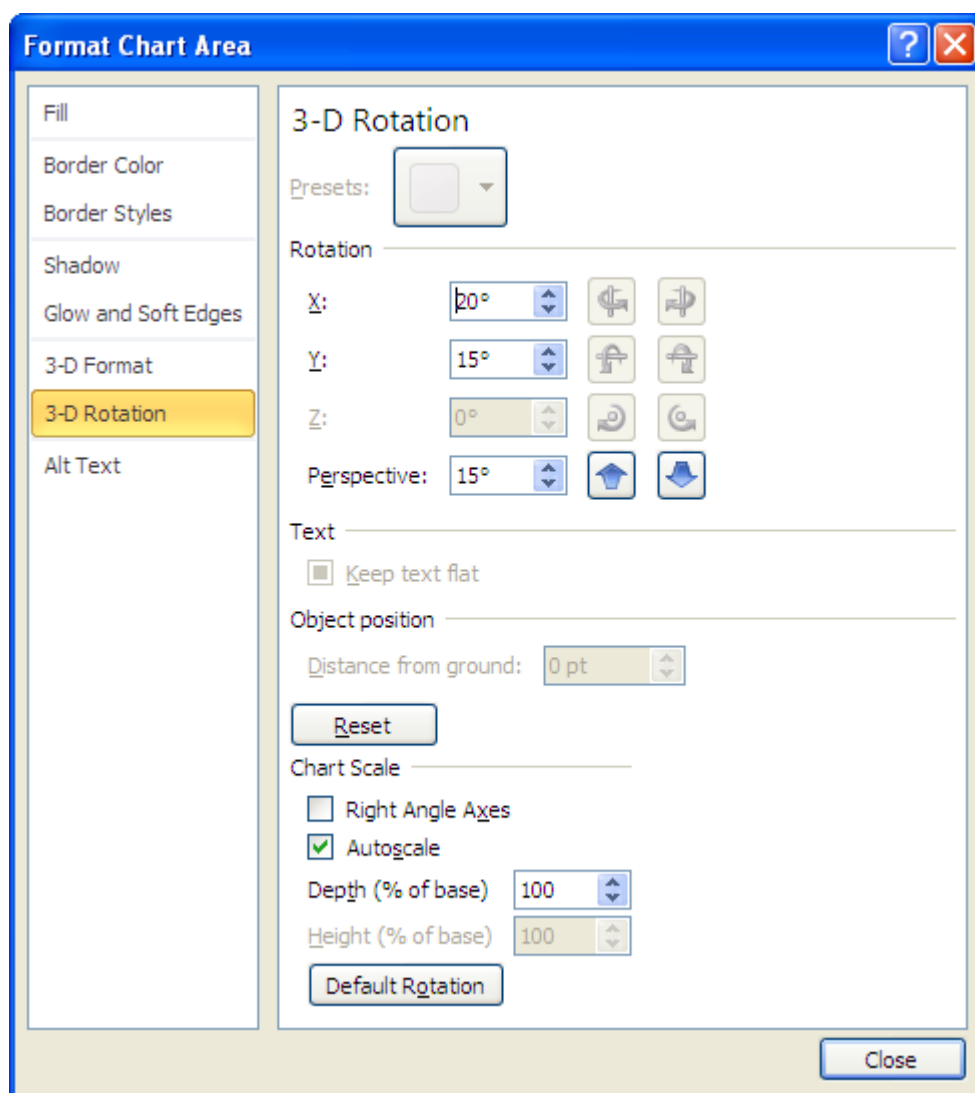 Format Chart Area
Fill
Border Color
Border Styles
Shadow
Glow and Soft Edges
3-D Format
3-D Rotation
Alt Text
3-D Rotation
Presets:
Rotation
X: 20°
Y: 15°
Z: 0°
Perspective: 15°
Text
Keep text flat
Object position
Distance from ground: 0 pt
Reset
Chart Scale
Right Angle Axes
Autoscale
Depth (% of base) 100
Height (% of base) 100
Default Rotation
Close